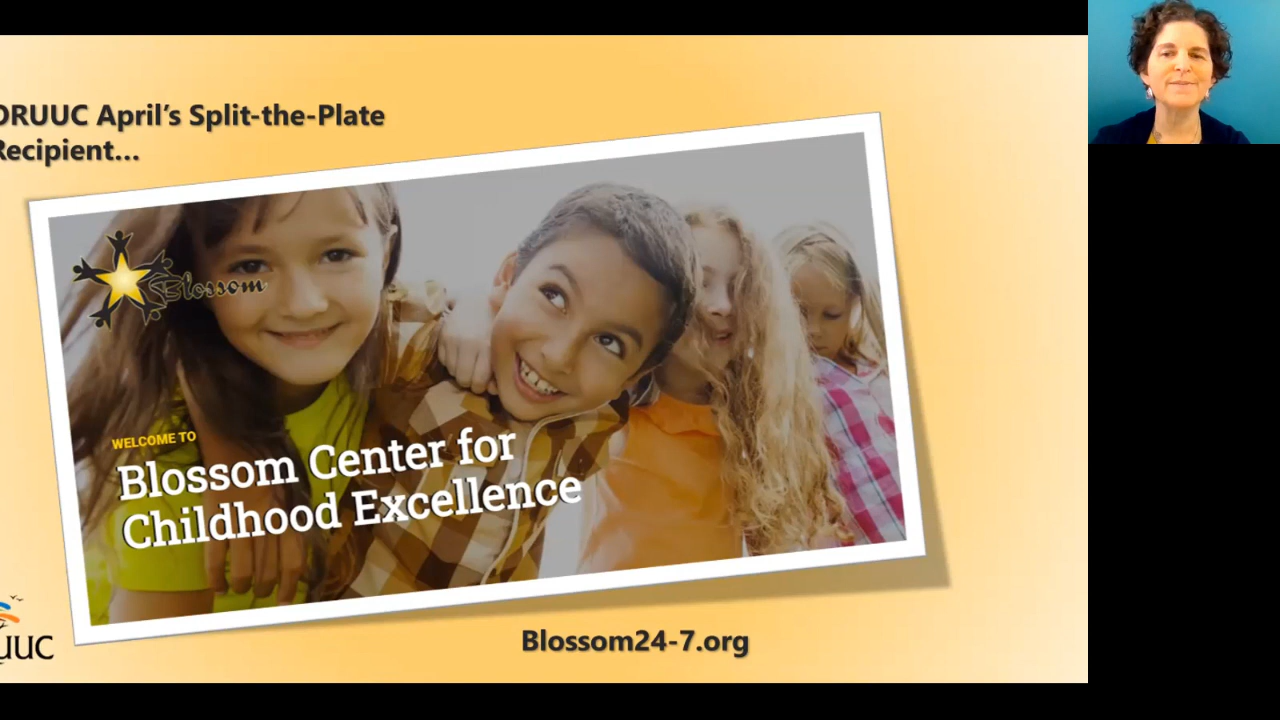 ORUUC April's Split-the-Plate
Recipient...
Blossom
WELCOME TO
Blossom Center for
Childhood Excellence
UUC
Blossom24-7.org